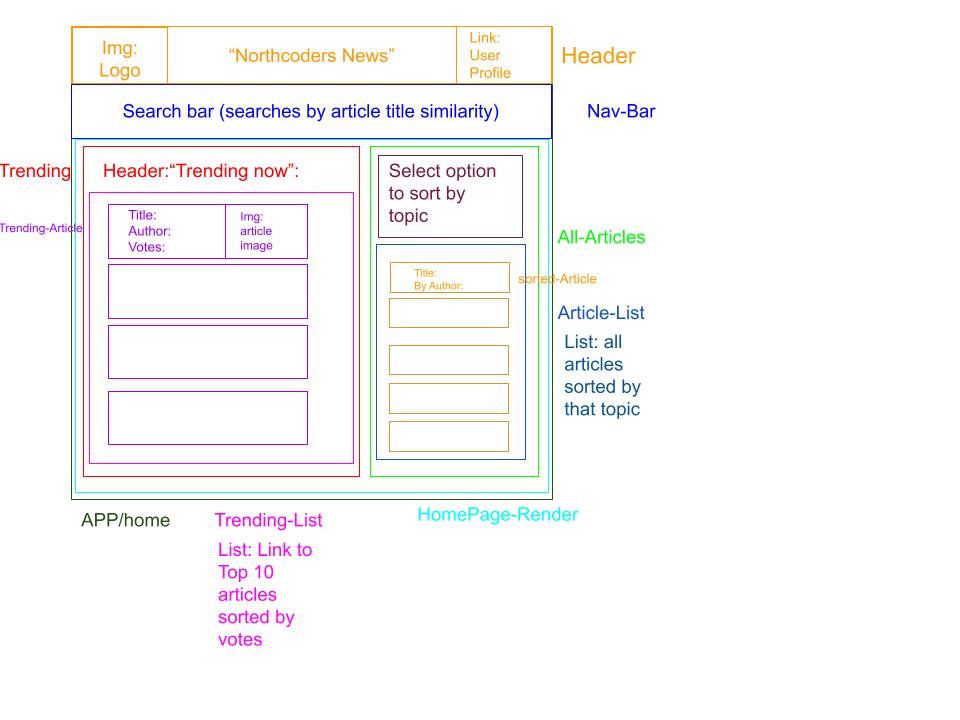 Img:
Logo
“Northcoders News”
Link:
User
Profile
Header
Search bar (searches by article title similarity)
Nav-Bar
Trending
Header:“Trending now”:
Select option
to sort by
topic
Trending-Article
Title:
Author:
Votes:
Img:
article
image
All-Articles
Title:
By Author:
sorted-Article
Article-List
List: all
articles
sorted by
that topic
APP/home
Trending-List
HomePage-Render
List: Link to
Top 10
articles
sorted by
votes